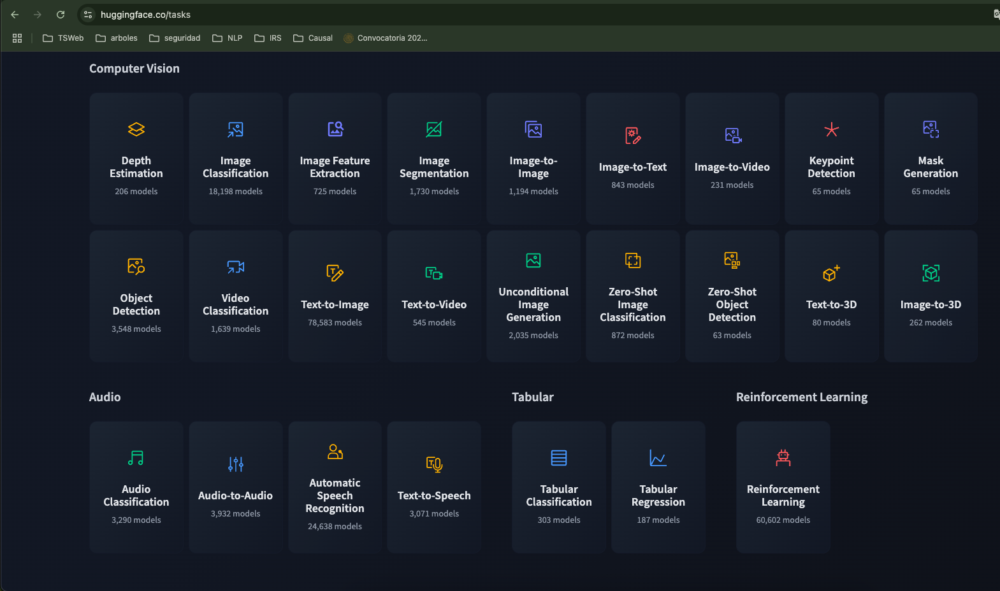 huggingface.co/tasks
TSWeb
arboles
seguridad
NLP
IRS
Causal
Convocatoria 202...
Computer Vision
Depth
Estimation
206 models
Image
Classification
18,198 models
Image Feature
Extraction
725 models
Image
Segmentation
1,730 models
Image-to-
Image
1,194 models
Image-to-Text
843 models
Image-to-Video
231 models
Keypoint
Detection
65 models
Mask
Generation
65 models
Object
Detection
3,548 models
Video
Classification
1,639 models
Text-to-Image
78,583 models
Text-to-Video
545 models
Unconditional
Image
Generation
2,035 models
Zero-Shot
Image
Classification
872 models
Zero-Shot
Object
Detection
63 models
Text-to-3D
80 models
Image-to-3D
262 models
Audio
Audio
Classification
3,290 models
Audio-to-Audio
3,932 models
Automatic
Speech
Recognition
24,638 models
Text-to-Speech
3,071 models
Tabular
Tabular
Classification
303 models
Tabular
Regression
187 models
Reinforcement Learning
Reinforcement
Learning
60,602 models